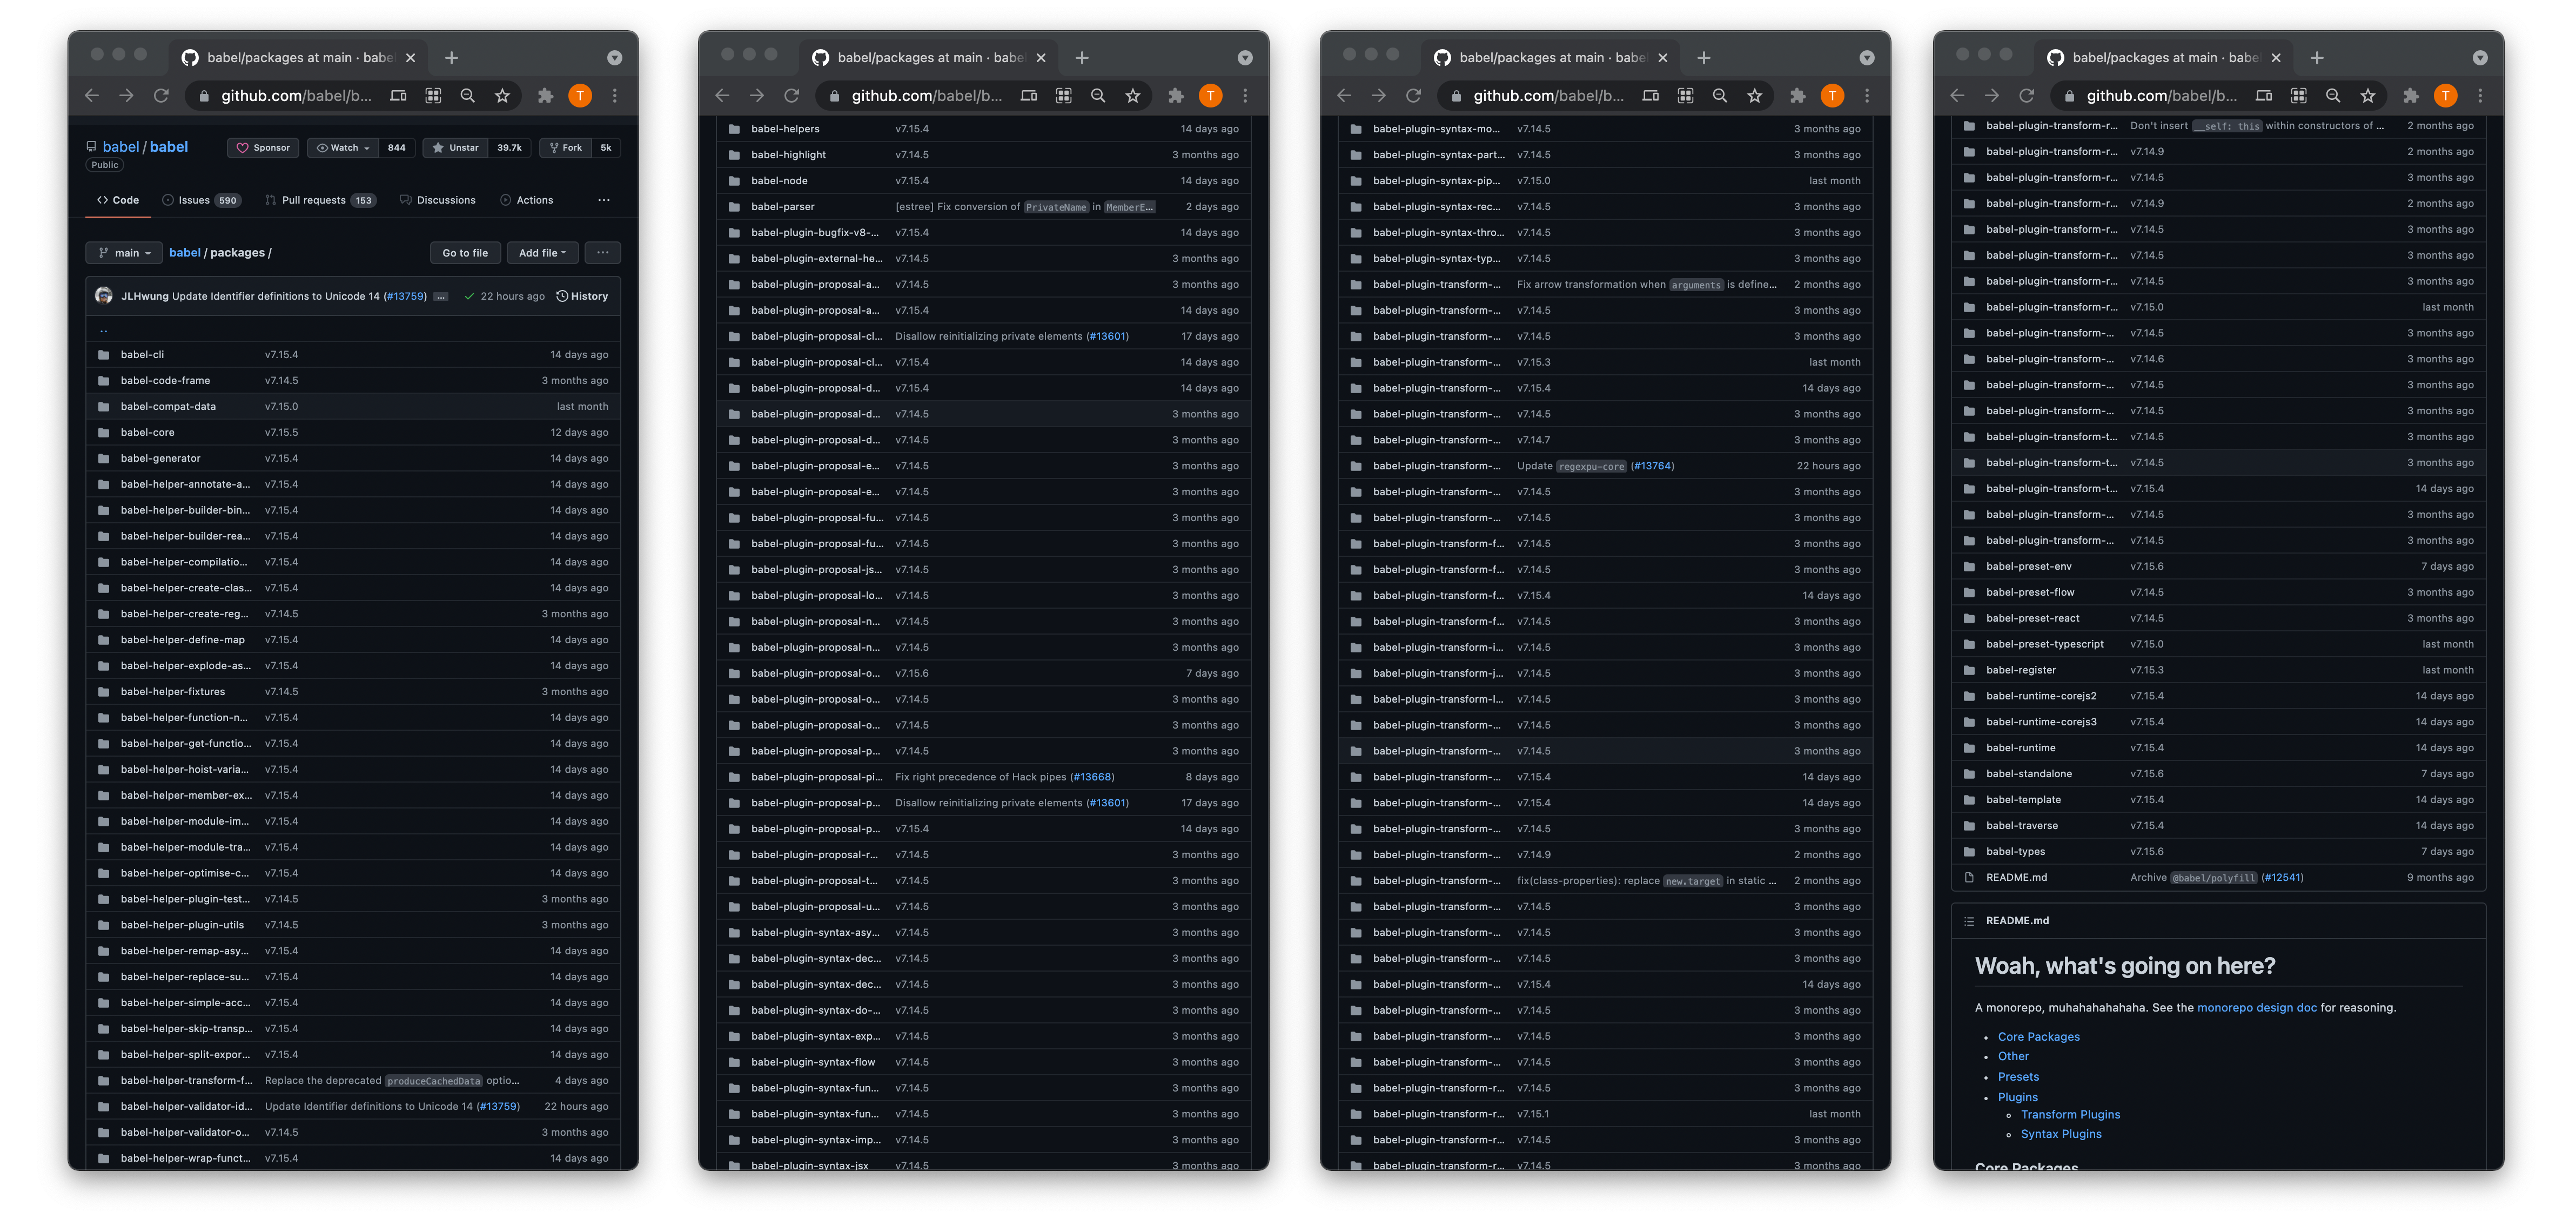 babel/packages at main · babe
github.com/babel/b...
T
babel / babel
Public
Sponsor
Watch 844
Unstar 39.7k
Fork 5k
Code
Issues 590
Pull requests 153
Discussions
Actions
...
main
babel / packages /
Go to file
Add file
...
JLHwung Update Identifier definitions to Unicode 14 (#13759) ... 22 hours ago History
..
babel-cli v7.15.4 14 days ago
babel-code-frame v7.14.5 3 months ago
babel-compat-data v7.15.0 last month
babel-core v7.15.5 12 days ago
babel-generator v7.15.4 14 days ago
babel-helper-annotate-a... v7.15.4 14 days ago
babel-helper-builder-bin... v7.15.4 14 days ago
babel-helper-builder-rea... v7.15.4 14 days ago
babel-helper-compilatio... v7.15.4 14 days ago
babel-helper-create-clas... v7.15.4 14 days ago
babel-helper-create-reg... v7.14.5 3 months ago
babel-helper-define-map v7.15.4 14 days ago
babel-helper-explode-as... v7.15.4 14 days ago
babel-helper-fixtures v7.14.5 3 months ago
babel-helper-function-n... v7.15.4 14 days ago
babel-helper-get-functio... v7.15.4 14 days ago
babel-helper-hoist-varia... v7.15.4 14 days ago
babel-helper-member-ex... v7.15.4 14 days ago
babel-helper-module-im... v7.15.4 14 days ago
babel-helper-module-tra... v7.15.4 14 days ago
babel-helper-optimise-c... v7.15.4 14 days ago
babel-helper-plugin-test... v7.14.5 3 months ago
babel-helper-plugin-utils v7.14.5 3 months ago
babel-helper-remap-asy... v7.15.4 14 days ago
babel-helper-replace-su... v7.15.4 14 days ago
babel-helper-simple-acc... v7.15.4 14 days ago
babel-helper-skip-transp... v7.15.4 14 days ago
babel-helper-split-expor... v7.15.4 14 days ago
babel-helper-transform-f... Replace the deprecated produceCachedData optio... 4 days ago
babel-helper-validator-id... Update Identifier definitions to Unicode 14 (#13759) 22 hours ago
babel-helper-validator-o... v7.14.5 3 months ago
babel-helper-wrap-funct... v7.15.4 14 days ago
babel/packages at main · babel
github.com/babel/b...
T
babel-helpers v7.15.4 14 days ago
babel-highlight v7.14.5 3 months ago
babel-node v7.15.4 14 days ago
babel-parser [estree] Fix conversion of PrivateName in MemberE... 2 days ago
babel-plugin-bugfix-v8-... v7.15.4 14 days ago
babel-plugin-external-he... v7.14.5 3 months ago
babel-plugin-proposal-a... v7.14.5 3 months ago
babel-plugin-proposal-a... v7.15.4 14 days ago
babel-plugin-proposal-cl... Disallow reinitializing private elements (#13601) 17 days ago
babel-plugin-proposal-cl... v7.15.4 14 days ago
babel-plugin-proposal-d... v7.15.4 14 days ago
babel-plugin-proposal-d... v7.14.5 3 months ago
babel-plugin-proposal-d... v7.14.5 3 months ago
babel-plugin-proposal-e... v7.14.5 3 months ago
babel-plugin-proposal-e... v7.14.5 3 months ago
babel-plugin-proposal-fu... v7.14.5 3 months ago
babel-plugin-proposal-fu... v7.14.5 3 months ago
babel-plugin-proposal-js... v7.14.5 3 months ago
babel-plugin-proposal-lo... v7.14.5 3 months ago
babel-plugin-proposal-n... v7.14.5 3 months ago
babel-plugin-proposal-n... v7.14.5 3 months ago
babel-plugin-proposal-o... v7.15.6 7 days ago
babel-plugin-proposal-o... v7.14.5 3 months ago
babel-plugin-proposal-o... v7.14.5 3 months ago
babel-plugin-proposal-p... v7.14.5 3 months ago
babel-plugin-proposal-pi... Fix right precedence of Hack pipes (#13668) 8 days ago
babel-plugin-proposal-p... Disallow reinitializing private elements (#13601) 17 days ago
babel-plugin-proposal-p... v7.15.4 14 days ago
babel-plugin-proposal-r... v7.14.5 3 months ago
babel-plugin-proposal-t... v7.14.5 3 months ago
babel-plugin-proposal-u... v7.14.5 3 months ago
babel-plugin-syntax-asy... v7.14.5 3 months ago
babel-plugin-syntax-dec... v7.14.5 3 months ago
babel-plugin-syntax-dec... v7.14.5 3 months ago
babel-plugin-syntax-do-... v7.14.5 3 months ago
babel-plugin-syntax-exp... v7.14.5 3 months ago
babel-plugin-syntax-flow v7.14.5 3 months ago
babel-plugin-syntax-fun... v7.14.5 3 months ago
babel-plugin-syntax-fun... v7.14.5 3 months ago
babel-plugin-syntax-imp... v7.14.5 3 months ago
babel-plugin-syntax-jsx v7.14.5 3 months ago
babel/packages at main · babel
github.com/babel/b...
T
babel-plugin-syntax-mo... v7.14.5 3 months ago
babel-plugin-syntax-part... v7.14.5 3 months ago
babel-plugin-syntax-pip... v7.15.0 last month
babel-plugin-syntax-rec... v7.14.5 3 months ago
babel-plugin-syntax-thro... v7.14.5 3 months ago
babel-plugin-syntax-typ... v7.14.5 3 months ago
babel-plugin-transform-... Fix arrow transformation when arguments is define... 2 months ago
babel-plugin-transform-... v7.14.5 3 months ago
babel-plugin-transform-... v7.14.5 3 months ago
babel-plugin-transform-... v7.15.3 last month
babel-plugin-transform-... v7.15.4 14 days ago
babel-plugin-transform-... v7.14.5 3 months ago
babel-plugin-transform-... v7.14.7 3 months ago
babel-plugin-transform-... Update regexpu-core (#13764) 22 hours ago
babel-plugin-transform-... v7.14.5 3 months ago
babel-plugin-transform-... v7.14.5 3 months ago
babel-plugin-transform-f... v7.14.5 3 months ago
babel-plugin-transform-f... v7.14.5 3 months ago
babel-plugin-transform-f... v7.15.4 14 days ago
babel-plugin-transform-f... v7.14.5 3 months ago
babel-plugin-transform-i... v7.14.5 3 months ago
babel-plugin-transform-j... v7.14.5 3 months ago
babel-plugin-transform-l... v7.14.5 3 months ago
babel-plugin-transform-... v7.14.5 3 months ago
babel-plugin-transform-... v7.14.5 3 months ago
babel-plugin-transform-... v7.15.4 14 days ago
babel-plugin-transform-... v7.15.4 14 days ago
babel-plugin-transform-... v7.14.5 3 months ago
babel-plugin-transform-... v7.14.9 2 months ago
babel-plugin-transform-... fix(class-properties): replace new.target in static ... 2 months ago
babel-plugin-transform-... v7.14.5 3 months ago
babel-plugin-transform-... v7.14.5 3 months ago
babel-plugin-transform-... v7.14.5 3 months ago
babel-plugin-transform-... v7.15.4 14 days ago
babel-plugin-transform-... v7.14.5 3 months ago
babel-plugin-transform-... v7.14.5 3 months ago
babel-plugin-transform-... v7.14.5 3 months ago
babel-plugin-transform-r... v7.14.5 3 months ago
babel-plugin-transform-r... v7.15.1 last month
babel-plugin-transform-r... v7.14.5 3 months ago
babel-plugin-transform-r... v7.14.5 3 months ago
babel/packages at main · babe
github.com/babel/b...
T
babel-plugin-transform-r... Don't insert __self: this within constructors of ... 2 months ago
babel-plugin-transform-r... v7.14.9 2 months ago
babel-plugin-transform-r... v7.14.5 3 months ago
babel-plugin-transform-r... v7.14.9 2 months ago
babel-plugin-transform-r... v7.14.5 3 months ago
babel-plugin-transform-r... v7.14.5 3 months ago
babel-plugin-transform-r... v7.14.5 3 months ago
babel-plugin-transform-r... v7.15.0 last month
babel-plugin-transform-... v7.14.5 3 months ago
babel-plugin-transform-... v7.14.6 3 months ago
babel-plugin-transform-... v7.14.5 3 months ago
babel-plugin-transform-... v7.14.5 3 months ago
babel-plugin-transform-t... v7.14.5 3 months ago
babel-plugin-transform-t... v7.14.5 3 months ago
babel-plugin-transform-t... v7.15.4 14 days ago
babel-plugin-transform-... v7.14.5 3 months ago
babel-plugin-transform-... v7.14.5 3 months ago
babel-preset-env v7.15.6 7 days ago
babel-preset-flow v7.14.5 3 months ago
babel-preset-react v7.14.5 3 months ago
babel-preset-typescript v7.15.0 last month
babel-register v7.15.3 last month
babel-runtime-corejs2 v7.15.4 14 days ago
babel-runtime-corejs3 v7.15.4 14 days ago
babel-runtime v7.15.4 14 days ago
babel-standalone v7.15.6 7 days ago
babel-template v7.15.4 14 days ago
babel-traverse v7.15.4 14 days ago
babel-types v7.15.6 7 days ago
README.md Archive @babel/polyfill (#12541) 9 months ago
README.md
Woah, what's going on here?
A monorepo, muhahahahahaha. See the monorepo design doc for reasoning.
Core Packages
Other
Presets
Plugins
Transform Plugins
Syntax Plugins
Core Packages